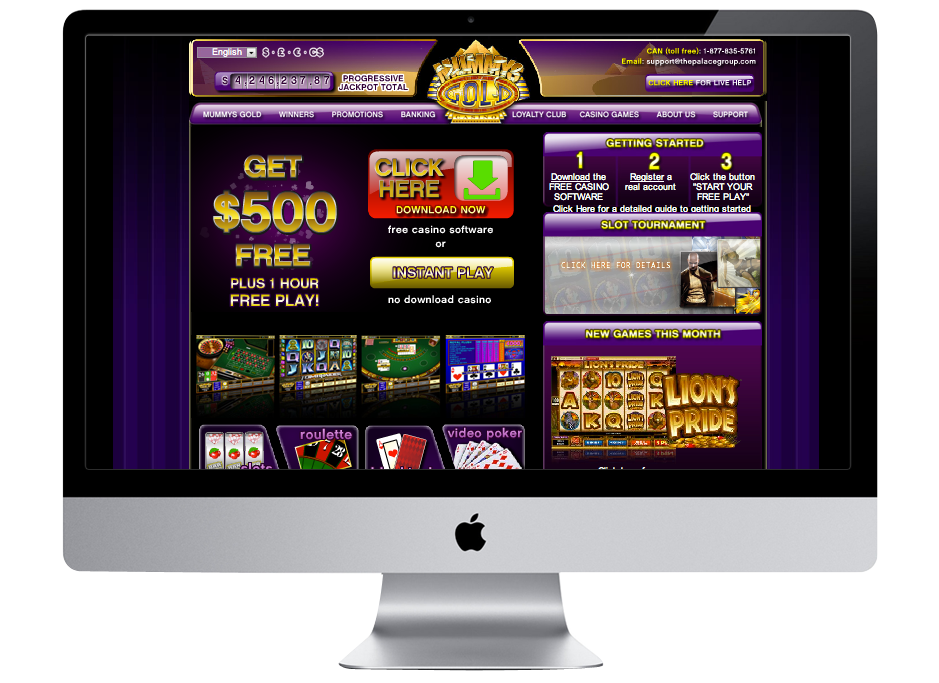 English
$ • £ • € • C$
$ 4,246,237.87
PROGRESSIVE
JACKPOT TOTAL
MUMMYS
GOLD
CASINO
CAN (toll free): 1-877-835-5761
Email: support@thepalacegroup.com
CLICK HERE FOR LIVE HELP
MUMMYS GOLD
WINNERS
PROMOTIONS
BANKING
LOYALTY CLUB
CASINO GAMES
ABOUT US
SUPPORT
GET
$500
FREE
PLUS 1 HOUR
FREE PLAY!
CLICK
HERE
DOWNLOAD NOW
free casino software
or
INSTANT PLAY
no download casino
GETTING STARTED
1
Download the
FREE CASINO
SOFTWARE
2
Register a
real account
3
Click the button
"START YOUR
FREE PLAY"
Click Here for a detailed guide to getting started
SLOT TOURNAMENT
CLICK HERE FOR DETAILS
NEW GAMES THIS MONTH
LION'S PRIDE
LION'S
PRIDE
slots
roulette
video poker